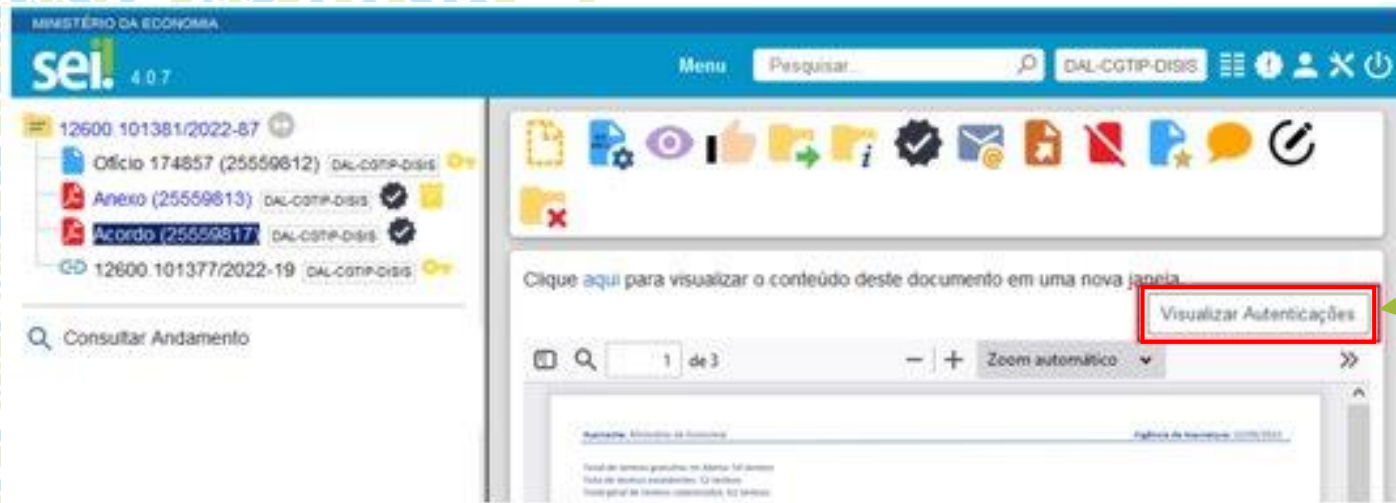 MINISTÉRIO DA ECONOMIA
sei. 4.0.7
Menu
Pesquisar...
DAL-CGTIP-DISIS
12600.101381/2022-87
Ofício 174857 (25559812) DAL-CGTIP-DISIS
Anexo (25559813) DAL-CGTIP-DISIS
Acordo (25559817) DAL-CGTIP-DISIS
12600.101377/2022-19 DAL-CGTIP-DISIS
Consultar Andamento
Clique aqui para visualizar o conteúdo deste documento em uma nova janela.
Visualizar Autenticações
1 de 3
Zoom automático
Ministério da Economia